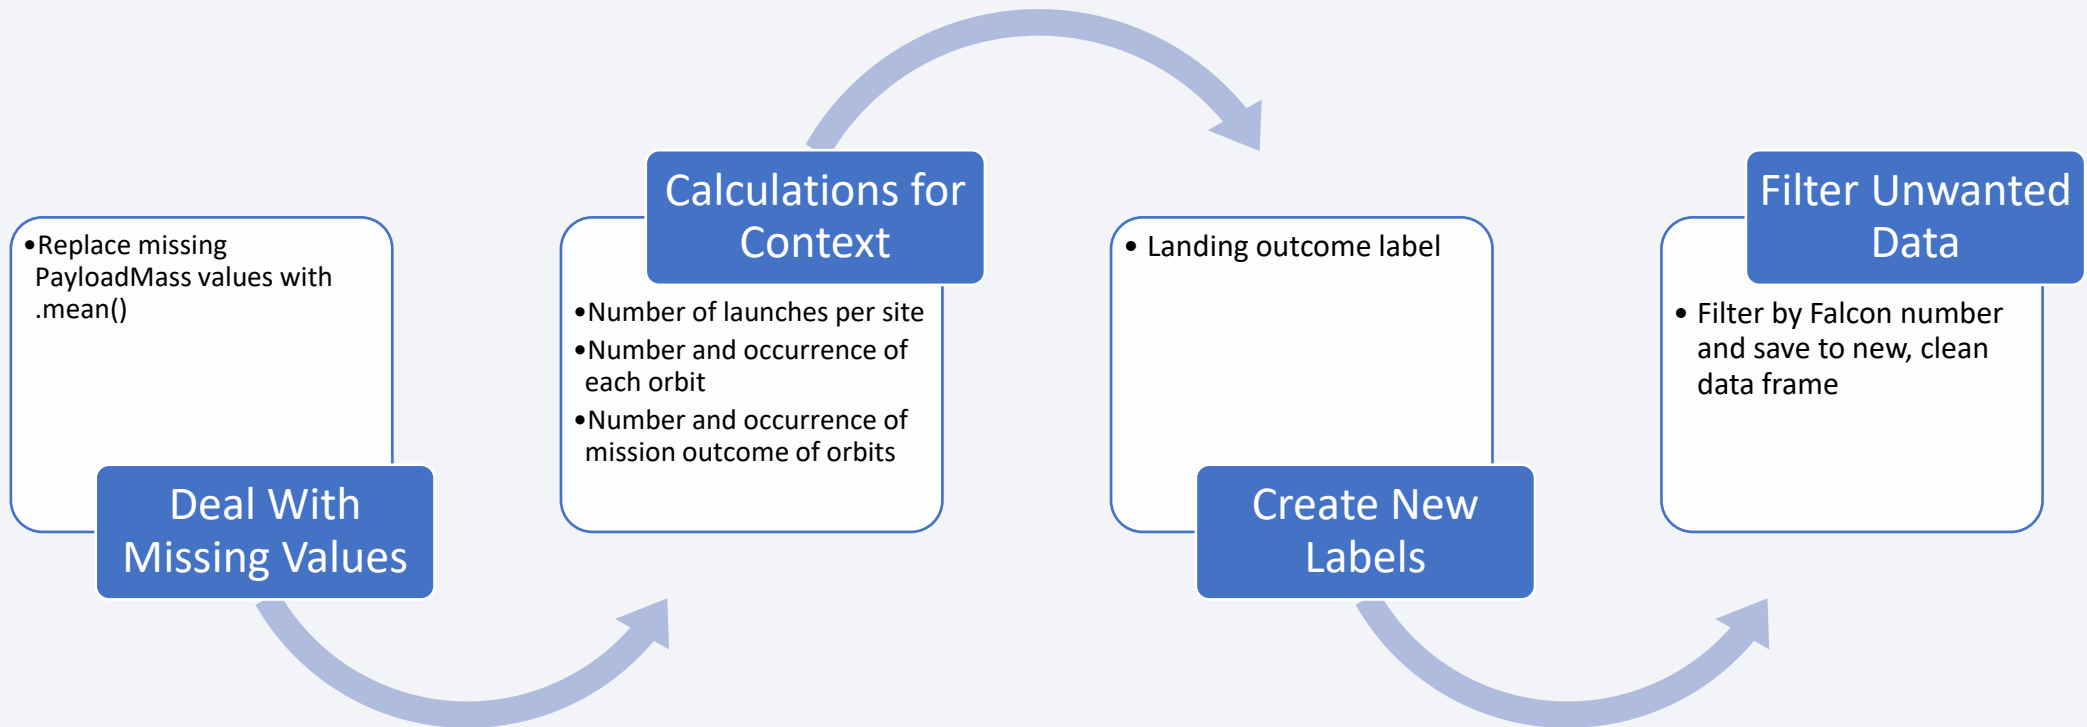 •Replace missing
PayloadMass values with
.mean()
Deal With
Missing Values
Calculations for
Context
•Number of launches per site
•Number and occurrence of
each orbit
•Number and occurrence of
mission outcome of orbits
• Landing outcome label
Create New
Labels
Filter Unwanted
Data
• Filter by Falcon number
and save to new, clean
data frame